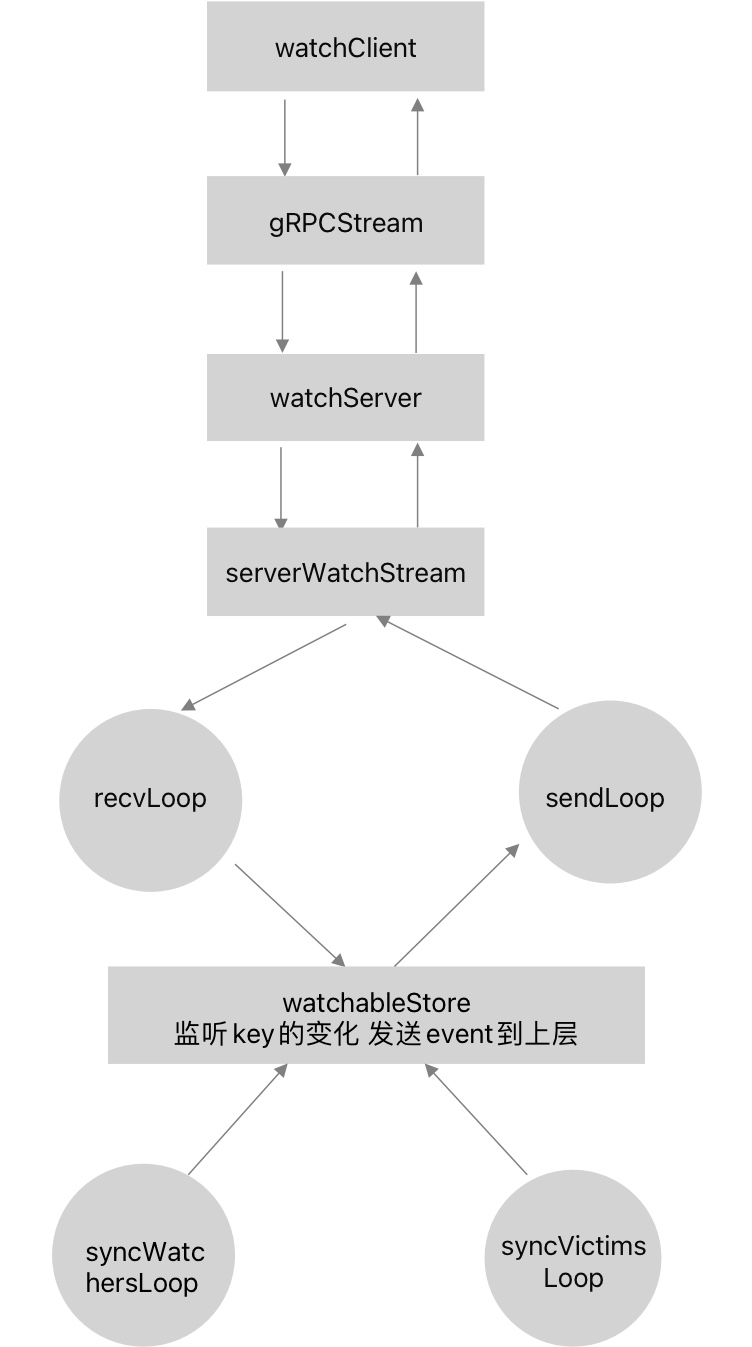 watchClient
gRPCStream
watchServer
serverWatchStream
recvLoop
sendLoop
watchableStore
监听key的变化 发送event到上层
syncWatc
hersLoop
syncVictims
Loop